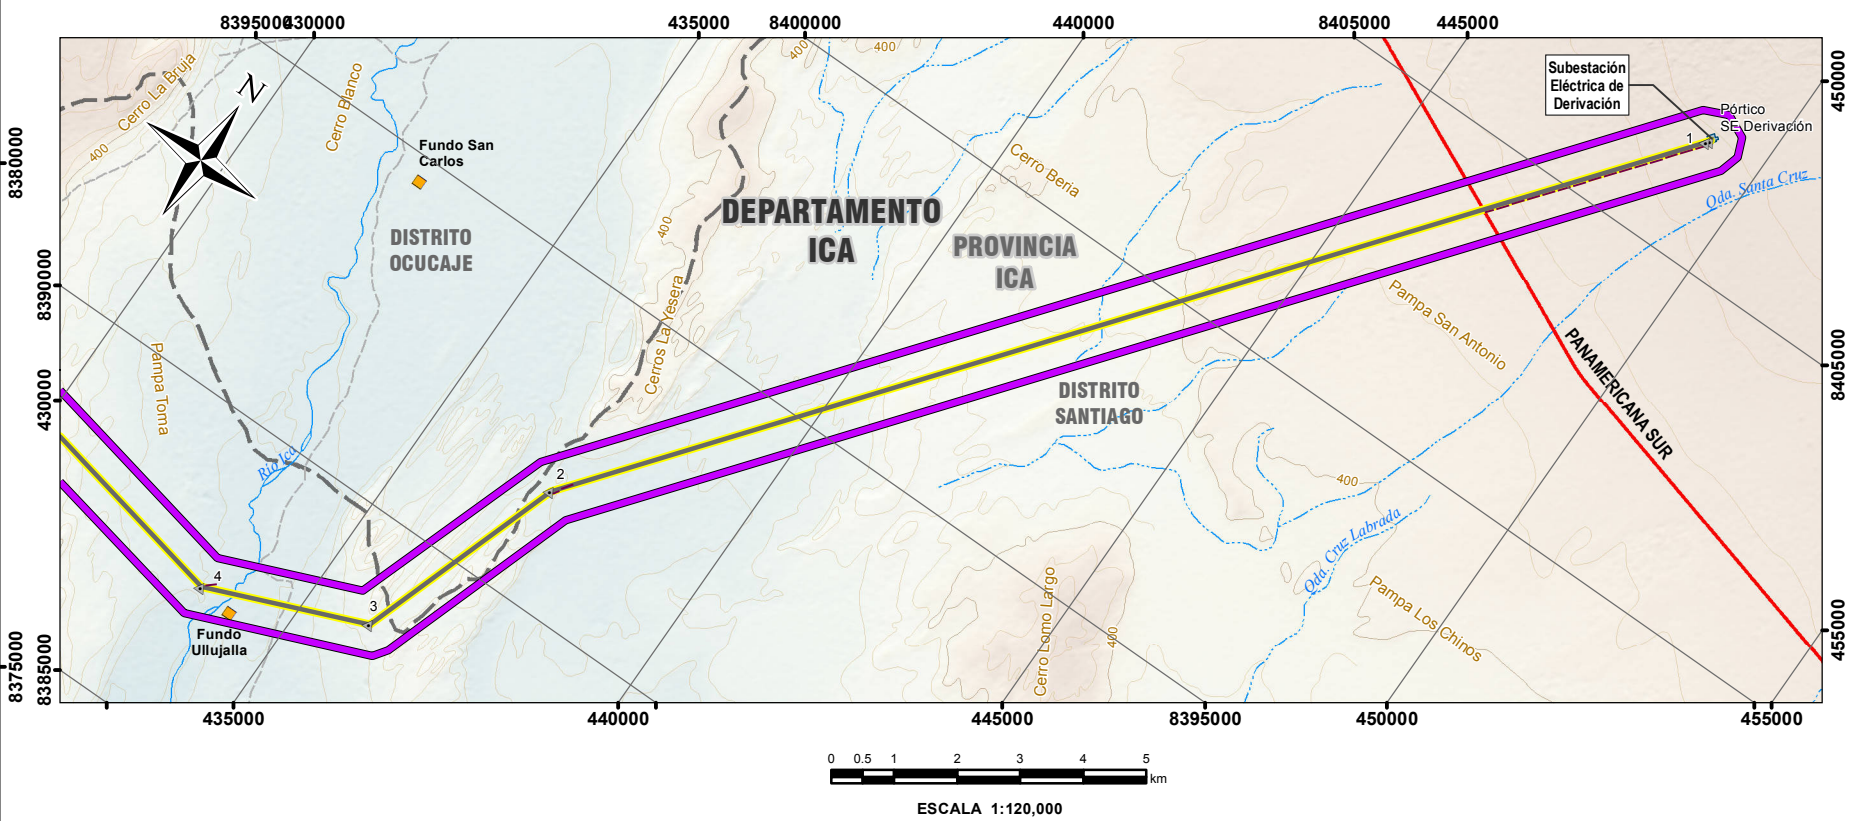 8395000
430000
435000
8400000
440000
8405000
445000
8380000
8390000
430000
8375000
8385000
450000
8405000
455000
435000
440000
445000
8395000
450000
455000
N
Cerro La Bruja
400
Cerro Blanco
Fundo San
Carlos
DISTRITO
OCUCAJE
400
400
400
DEPARTAMENTO
ICA
PROVINCIA
ICA
Cerro Beria
Subestación
Eléctrica de
Derivación
Pórtico
SE Derivación
1
Qda. Santa Cruz
Pampa San Antonio
PANAMERICANA SUR
Cerros La Yesera
Pampa Toma
Río Ica
DISTRITO
SANTIAGO
2
3
4
Fundo
Ullujalla
400
Qda. Cruz Labrada
Pampa Los Chinos
Cerro Lomo Largo
400
0 0.5 1 2 3 4 5
km
ESCALA 1:120,000